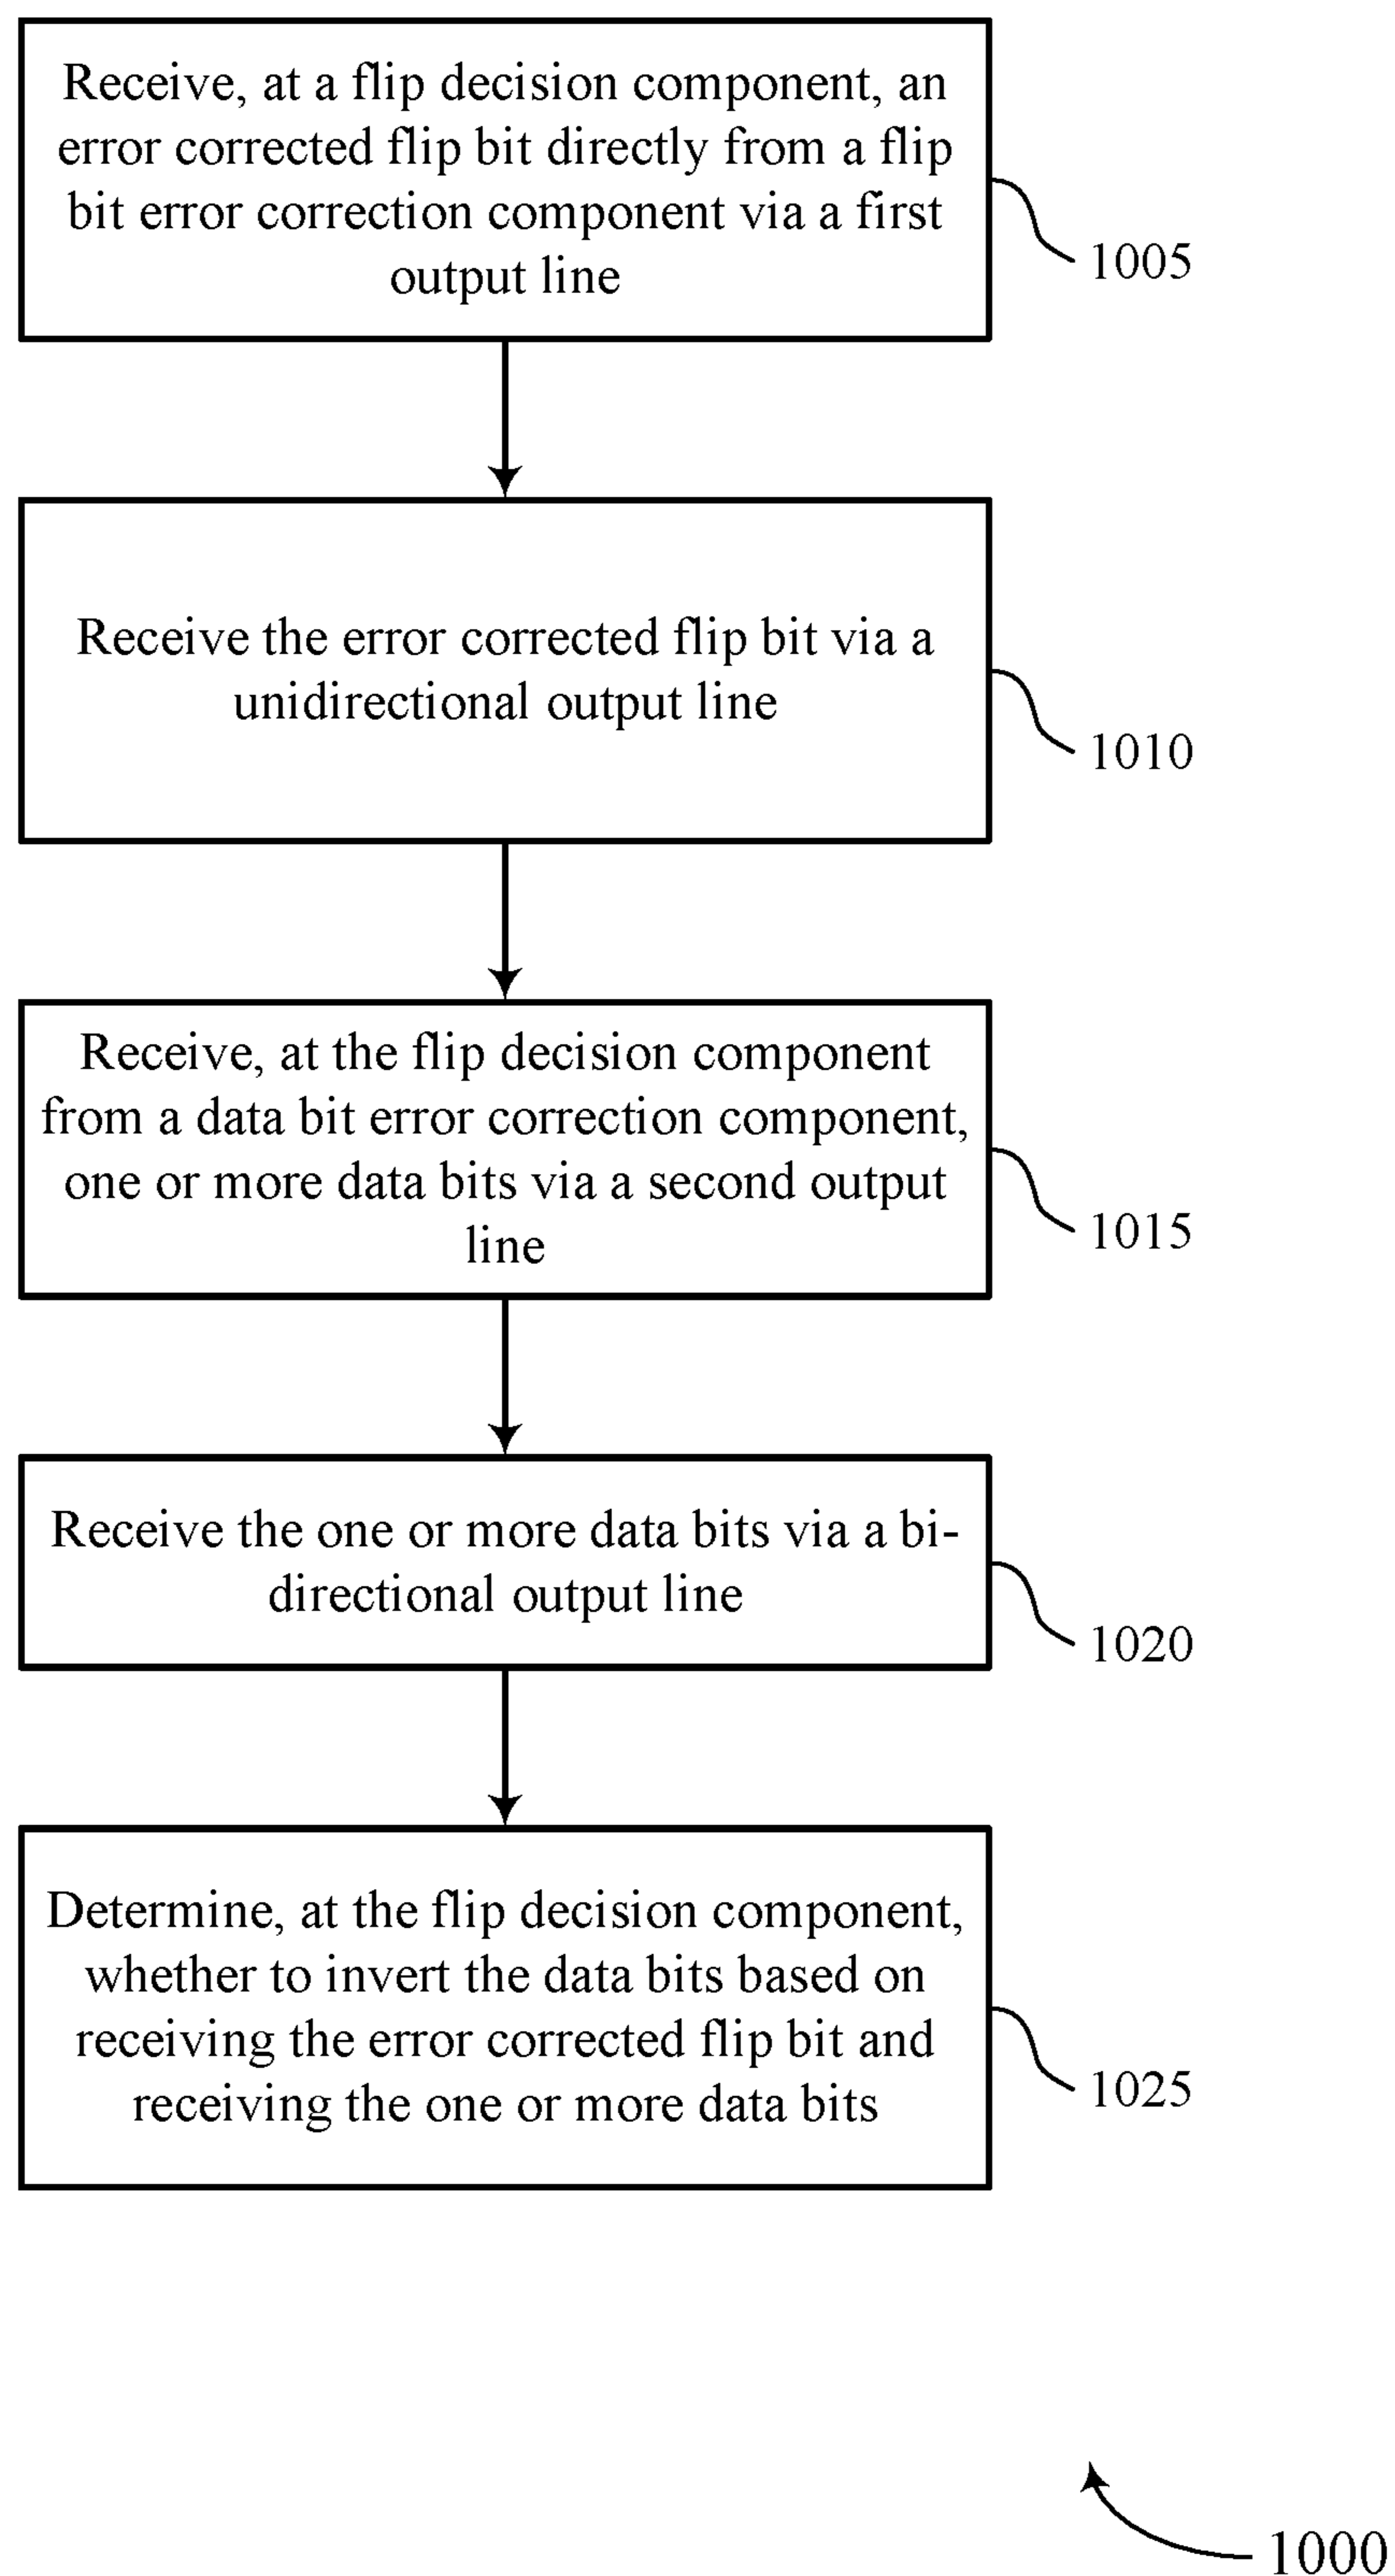 Receive, at a flip decision component, an
error corrected flip bit directly from a flip
bit error correction component via a first
output line
1005
Receive the error corrected flip bit via a
unidirectional output line
1010
Receive, at the flip decision component
from a data bit error correction component,
one or more data bits via a second output
line
1015
Receive the one or more data bits via a bi-
directional output line
1020
Determine, at the flip decision component,
whether to invert the data bits based on
receiving the error corrected flip bit and
receiving the one or more data bits
1025
1000